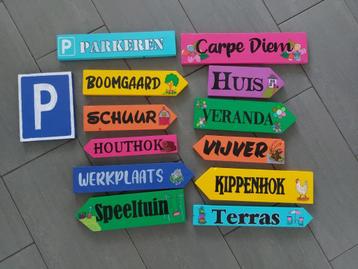 P PARKEREN
Carpe Diem
P
BOOMGAARD
HUIS
SCHUUR
VERANDA
HOUTHOK
VIJVER
WERKPLAATS
KIPPENHOK
Speeltuin
Terras